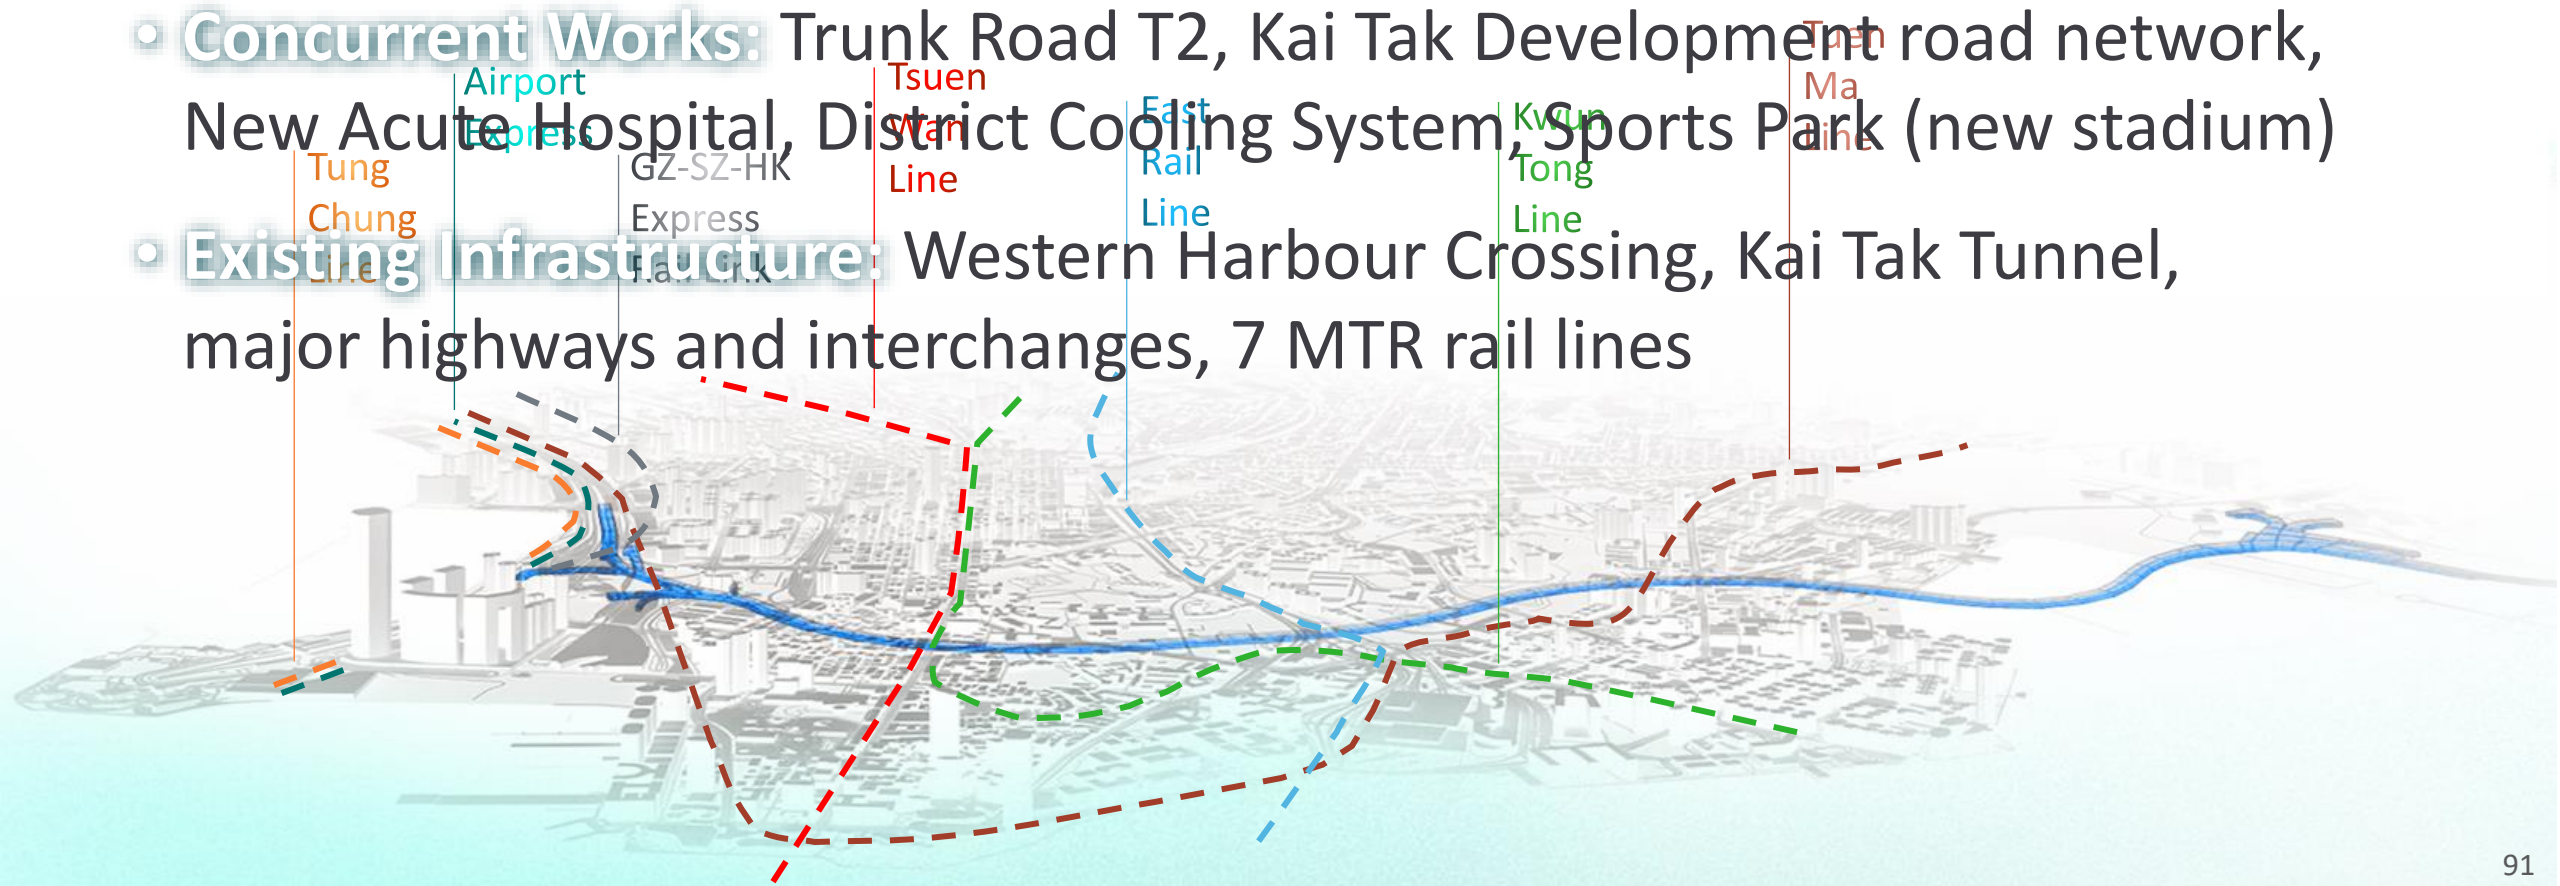 • Concurrent Works: Trunk Road T2, Kai Tak Development road network,
New Acute Hospital, District Cooling System, Sports Park (new stadium)
• Existing Infrastructure: Western Harbour Crossing, Kai Tak Tunnel,
major highways and interchanges, 7 MTR rail lines
Tung
Chung
Line
Airport
Express
GZ-SZ-HK
Express
Rail Link
Tsuen
Wan
Line
East
Rail
Line
Kwun
Tong
Line
Tuen
Ma
Line
91